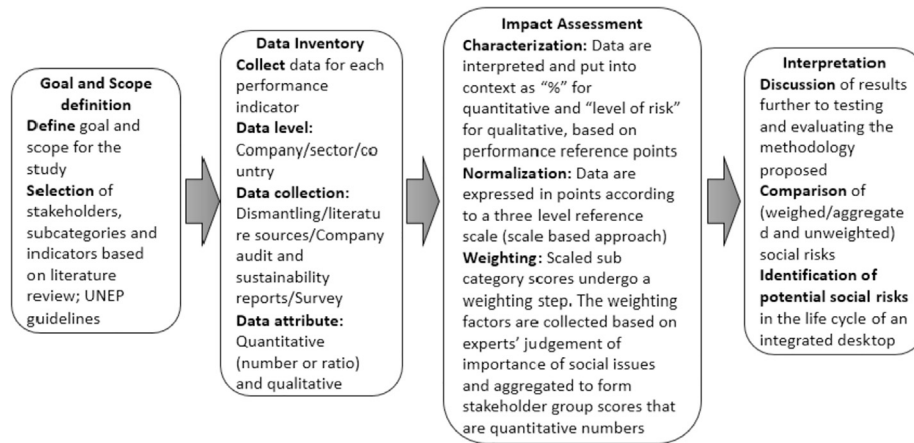 Goal and Scope
definition
Define goal and
scope for the
study
Selection of
stakeholders,
subcategories and
indicators based
on literature
review; UNEP
guidelines
Data Inventory
Collect data for each
performance
indicator
Data level:
Company/sector/co
untry
Data collection:
Dismantling/literatu
re sources/Company
audit and
sustainability
reports/Survey
Data attribute:
Quantitative
(number or ratio)
and qualitative
Impact Assessment
Characterization: Data are
interpreted and put into
context as “%” for
quantitative and “level of risk”
for qualitative, based on
performance reference points
Normalization: Data are
expressed in points according
to a three level reference
scale (scale based approach)
Weighting: Scaled sub
category scores undergo a
weighting step. The weighting
factors are collected based on
experts’ judgement of
importance of social issues
and aggregated to form
stakeholder group scores that
are quantitative numbers
Interpretation
Discussion of results
further to testing
and evaluating the
methodology
proposed
Comparison of
(weighed/aggregate
d and unweighted)
social risks
Identification of
potential social risks
in the life cycle of an
integrated desktop